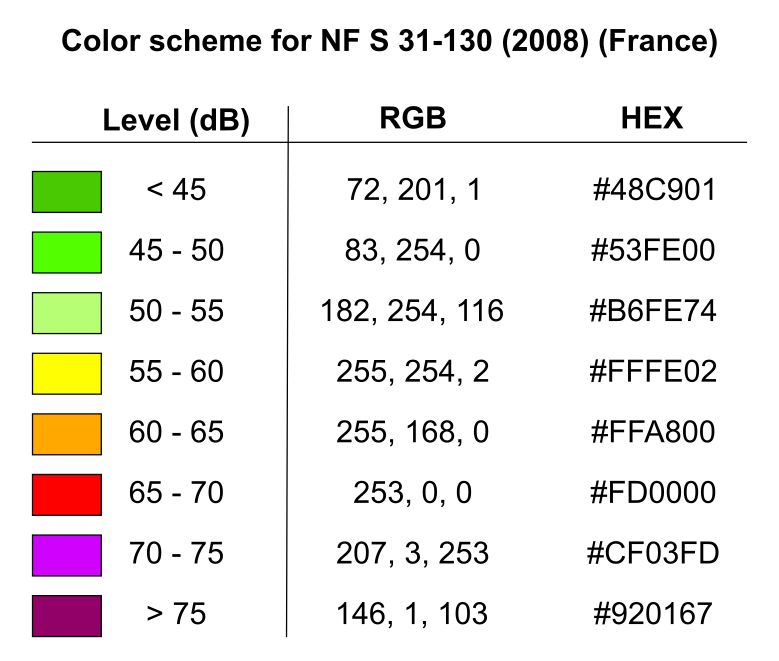 Color scheme for NF S 31-130 (2008) (France)
Level (dB) RGB HEX
< 45 72, 201, 1 #48C901
45 - 50 83, 254, 0 #53FE00
50 - 55 182, 254, 116 #B6FE74
55 - 60 255, 254, 2 #FFFE02
60 - 65 255, 168, 0 #FFA800
65 - 70 253, 0, 0 #FD0000
70 - 75 207, 3, 253 #CF03FD
> 75 146, 1, 103 #920167